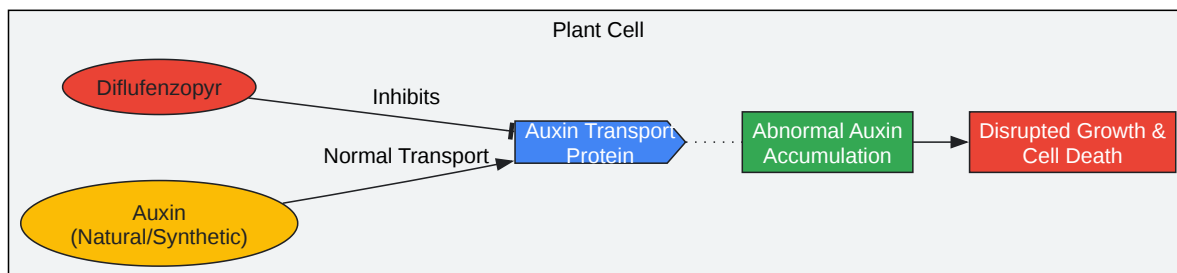 Plant Cell
Diflufenzopyr
Inhibits
Auxin Transport
Protein
Abnormal Auxin
Accumulation
Disrupted Growth &
Cell Death
Normal Transport
Auxin
(Natural/Synthetic)